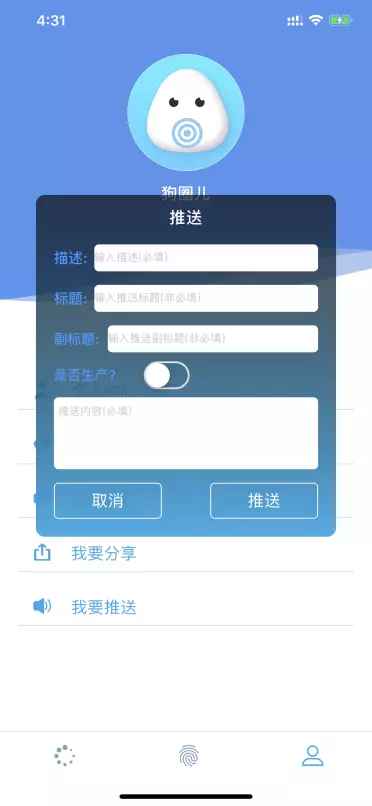 4:31
狗圈儿
推送
描述:
输入描述(必填)
标题:
输入推送标题(非必填)
副标题:
输入推送副标题(非必填)
是否生产?
推送内容(必填)
取消
推送
我要分享
我要推送